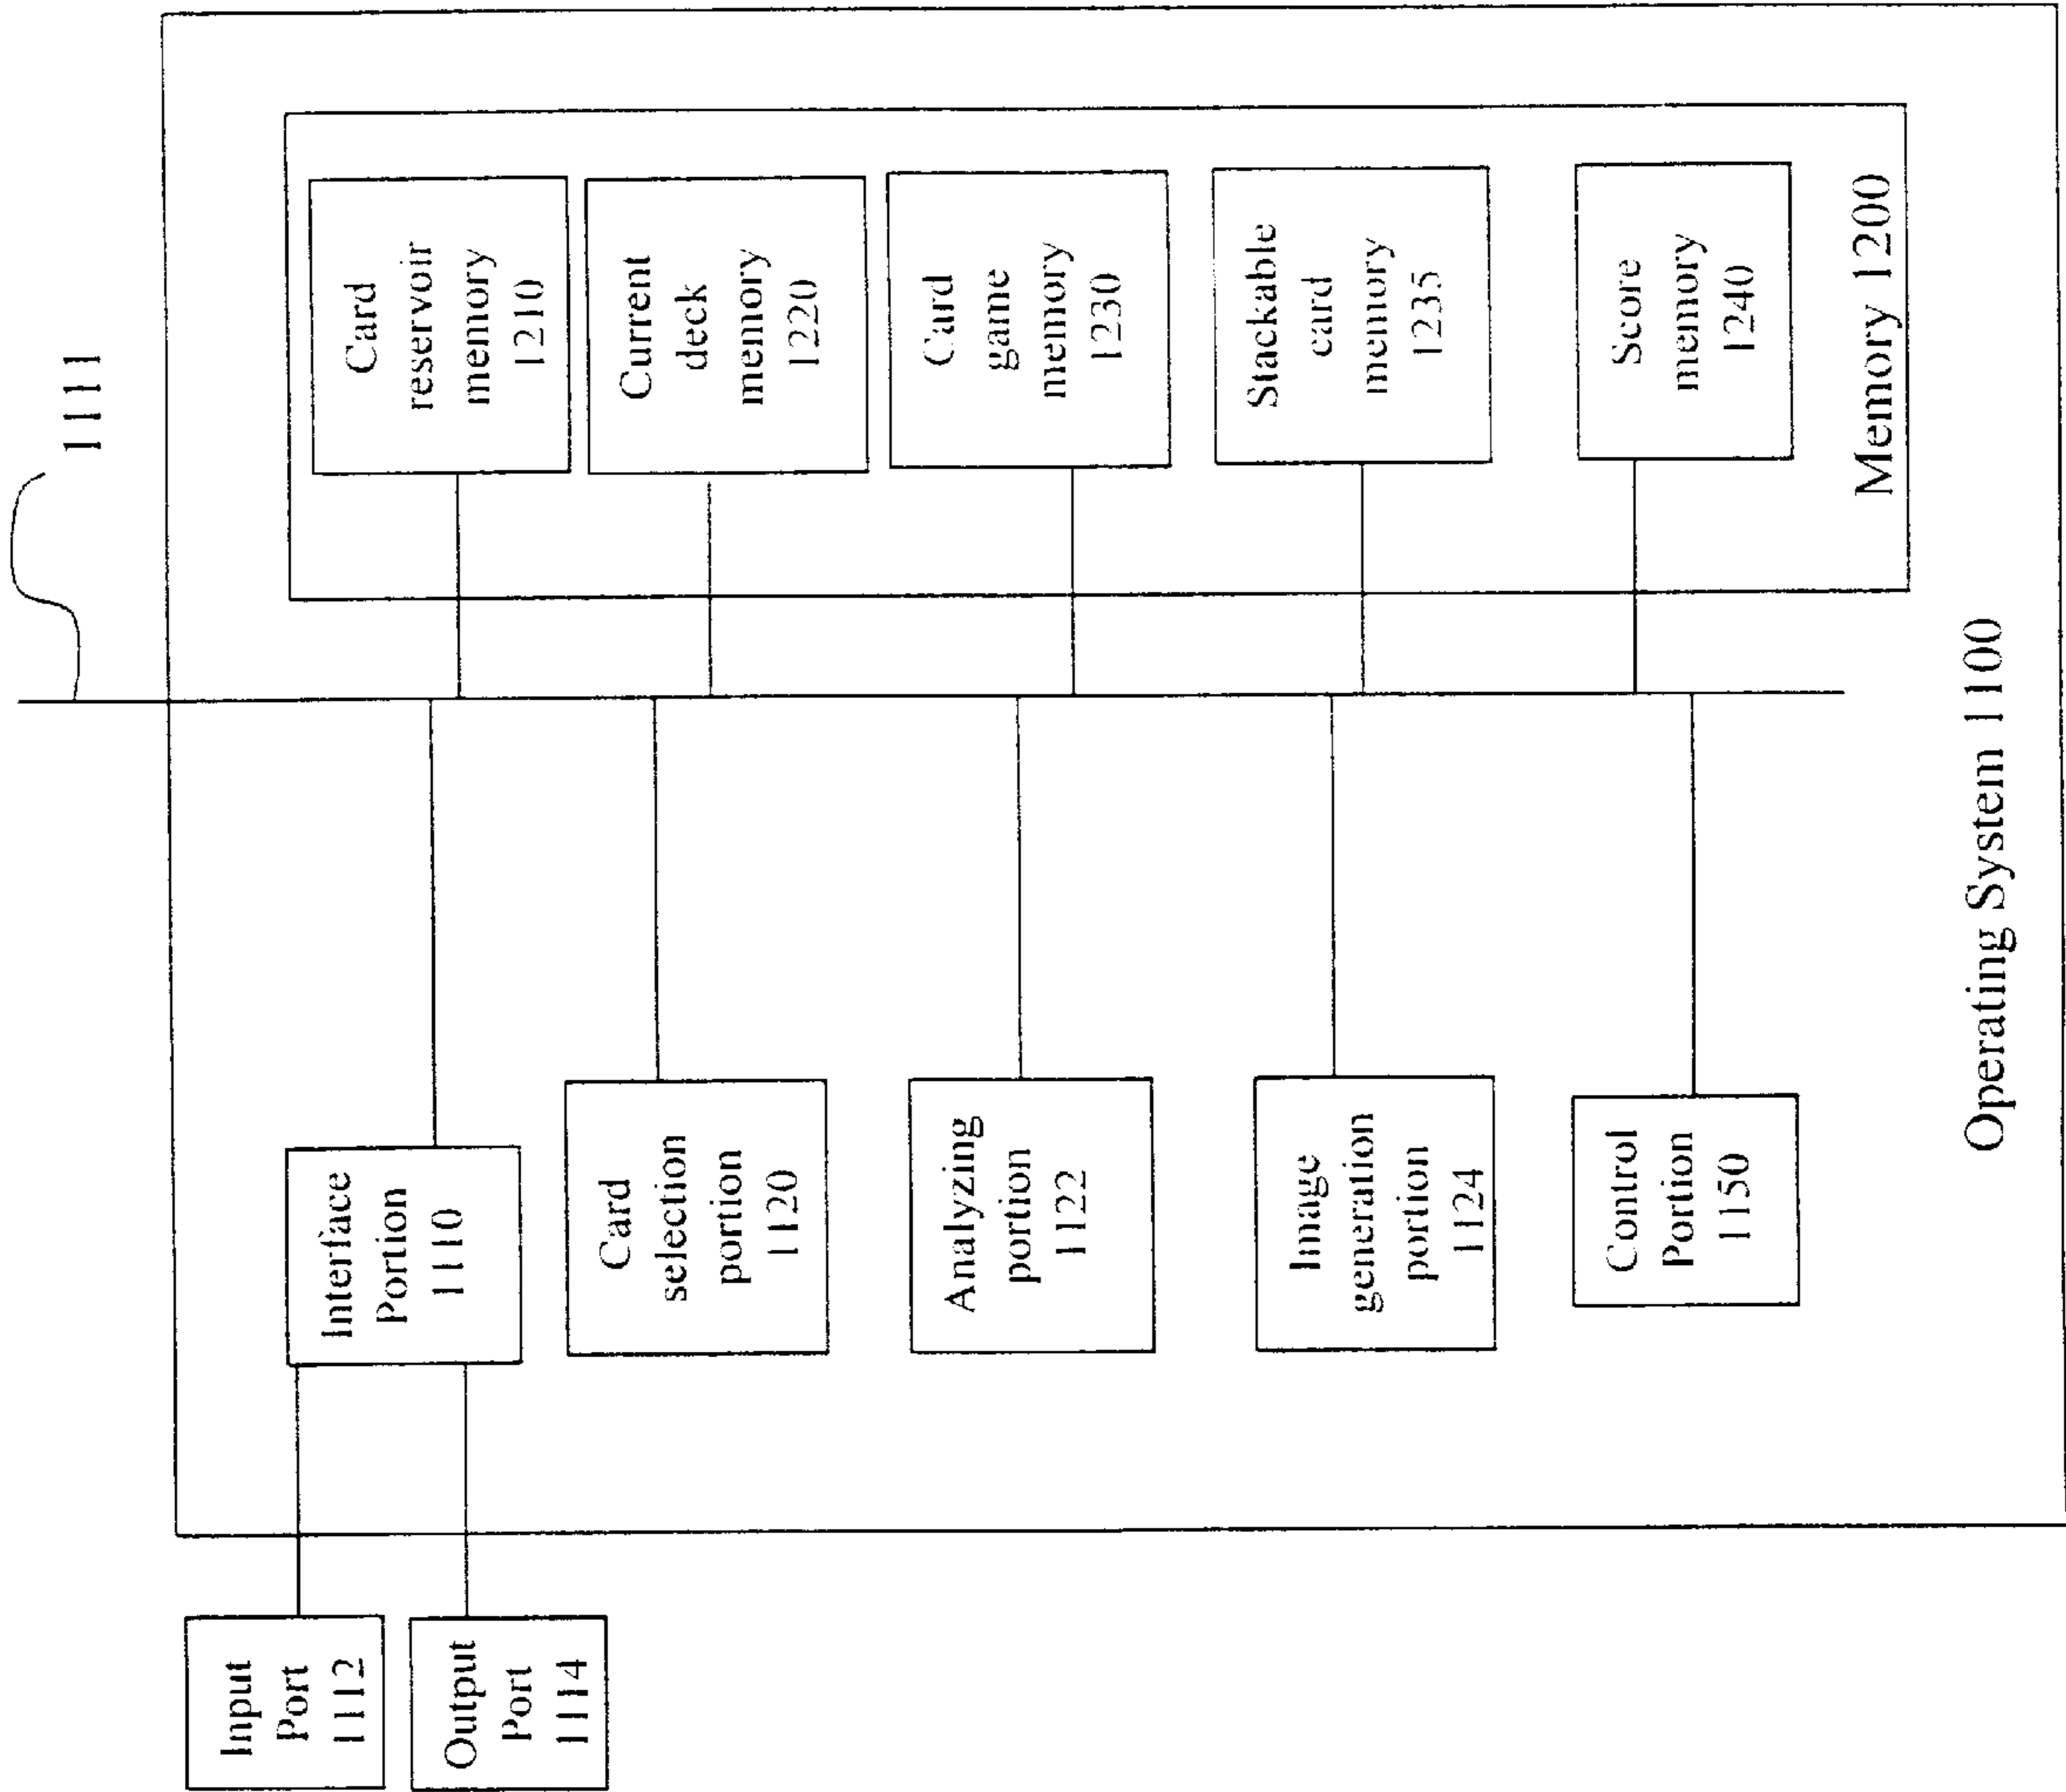 Input
Port
1112
Output
Port
1114
Interface
Portion
1110
Card
selection
portion
1120
Analyzing
portion
1122
Image
generation
portion
1124
Control
Portion
1150
1111
Card
reservoir
memory
1210
Current
deck
memory
1220
Card
game
memory
1230
Stackable
card
memory
1235
Score
memory
1240
Memory 1200
Operating System 1100